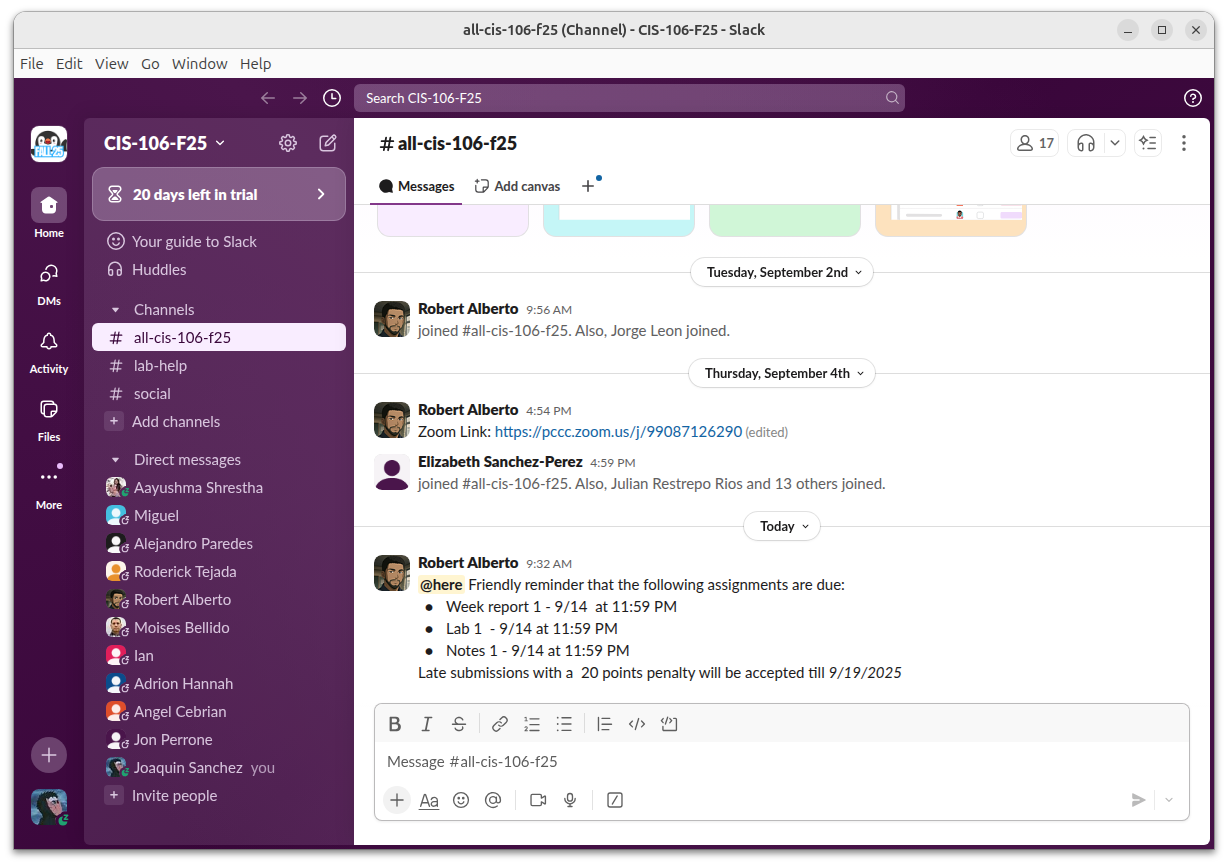 all-cis-106-f25 (Channel) - CIS-106-F25 - Slack
File Edit View Go Window Help
Search CIS-106-F25
FALL-25
Home
DMs
Activity
Files
More
CIS-106-F25
20 days left in trial
Your guide to Slack
Huddles
Channels
# all-cis-106-f25
# lab-help
# social
+ Add channels
Direct messages
Aayushma Shrestha
Miguel
Alejandro Paredes
Roderick Tejada
Robert Alberto
Moises Bellido
Ian
Adrion Hannah
Angel Cebrian
Jon Perrone
Joaquin Sanchez you
+ Invite people
# all-cis-106-f25
17
Messages Add canvas +
Tuesday, September 2nd
Robert Alberto 9:56 AM
joined #all-cis-106-f25. Also, Jorge Leon joined.
Thursday, September 4th
Robert Alberto 4:54 PM
Zoom Link: https://pccc.zoom.us/j/99087126290 (edited)
Elizabeth Sanchez-Perez 4:59 PM
joined #all-cis-106-f25. Also, Julian Restrepo Rios and 13 others joined.
Today
Robert Alberto 9:32 AM
@here Friendly reminder that the following assignments are due:
• Week report 1 - 9/14  at 11:59 PM
• Lab 1  - 9/14 at 11:59 PM
• Notes 1 - 9/14 at 11:59 PM
Late submissions with a  20 points penalty will be accepted till 9/19/2025
B I S
Message #all-cis-106-f25
+ Aa @